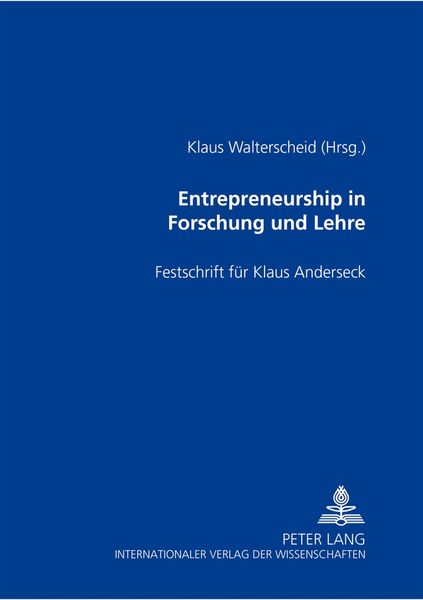 Klaus Walterscheid (Hrsg.)
Entrepreneurship in
Forschung und Lehre
Festschrift für Klaus Anderseck
PETER LANG
INTERNATIONALER VERLAG DER WISSENSCHAFTEN